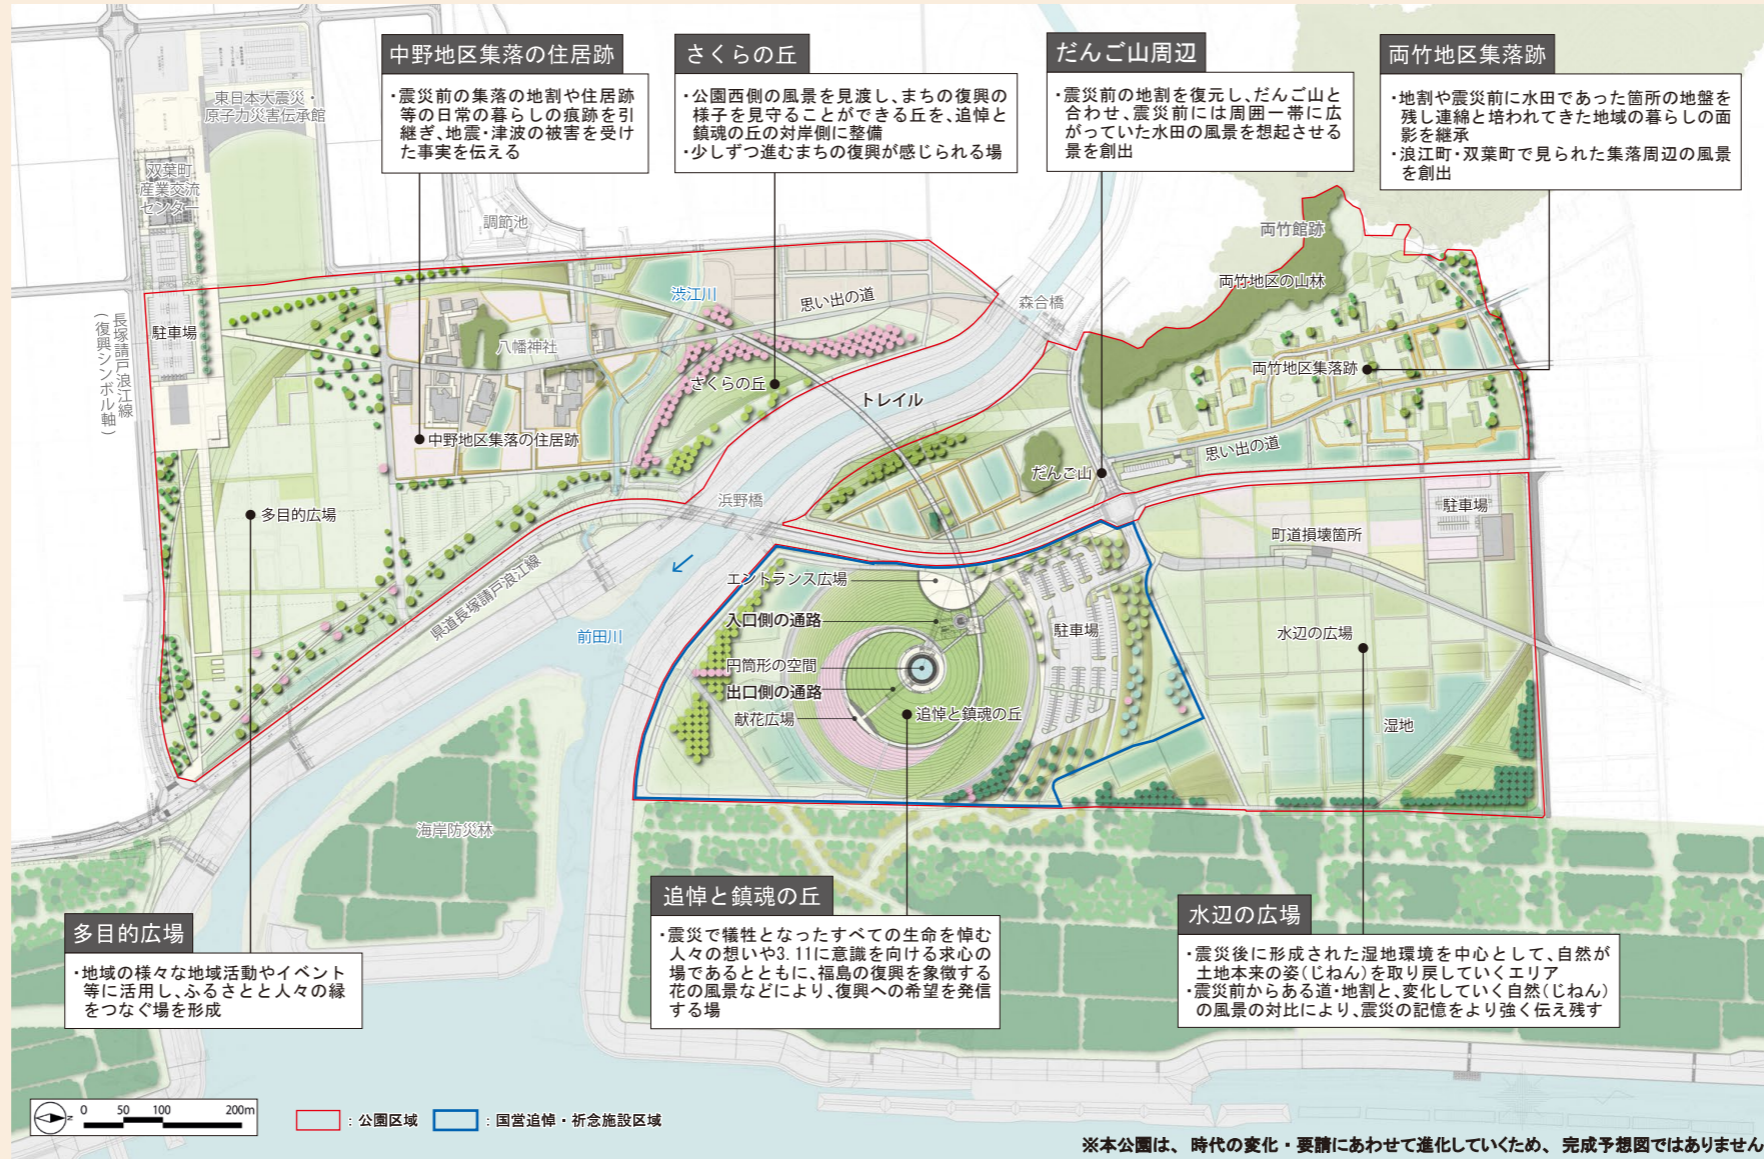 中野地区集落の住居跡
・震災前の集落の地割や住居跡
等の日常の暮らしの痕跡を引
継ぎ、地震・津波の被害を受け
た事実を伝える
さくらの丘
・公園西側の風景を見渡し、まちの復興の
様子を見守ることができる丘を、追悼と
鎮魂の丘の対岸側に整備
・少しずつ進むまちの復興が感じられる場
だんご山周辺
・震災前の地割を復元し、だんご山と
合わせ、震災前には周囲一帯に広
がっていた水田の風景を想起させる
景を創出
両竹地区集落跡
・地割や震災前に水田であった箇所の地盤を
残し連綿と培われてきた地域の暮らしの面
影を継承
・浪江町・双葉町で見られた集落周辺の風景
を創出
東日本大震災・
原子力災害伝承館
双葉町
産業交流
センター
調節池
渋江川
思い出の道
森合橋
両竹館跡
両竹地区の山林
駐車場
長塚請戸浪江線
（復興シンボル軸）
八幡神社
さくらの丘
トレイル
両竹地区集落跡
中野地区集落の住居跡
思い出の道
だんご山
多目的広場
浜野橋
駐車場
町道損壊箇所
県道長塚請戸浪江線
前田川
エントランス広場
入口側の通路
駐車場
円筒形の空間
出口側の通路
献花広場
追悼と鎮魂の丘
水辺の広場
湿地
海岸防災林
多目的広場
・地域の様々な地域活動やイベント
等に活用し、ふるさとと人々の縁
をつなぐ場を形成
追悼と鎮魂の丘
・震災で犠牲となったすべての生命を悼む
人々の想いや3.11に意識を向ける求心の
場であるとともに、福島の復興を象徴する
花の風景などにより、復興への希望を発信
する場
水辺の広場
・震災後に形成された湿地環境を中心として、自然が
土地本来の姿(じねん)を取り戻していくエリア
・震災前からある道・地割と、変化していく自然(じねん)
の風景の対比により、震災の記憶をより強く伝え残す
N
0 50 100 200m
：公園区域
：国営追悼・祈念施設区域
※本公園は、時代の変化・要請にあわせて進化していくため、完成予想図ではありません